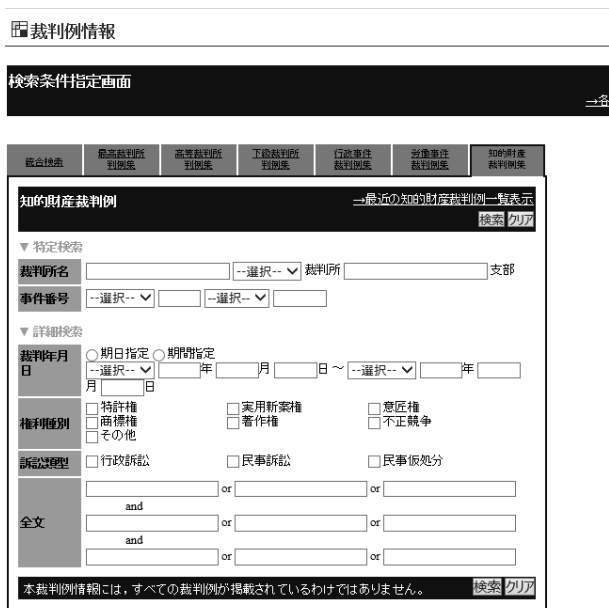 裁判例情報
検索条件指定画面
→各
統合検索
最高裁判所
判例集
高等裁判所
判例集
下級裁判所
判例集
行政事件
裁判例集
労働事件
裁判例集
知的財産
裁判例集
知的財産裁判例 →最近の知的財産裁判例一覧表示
検索 クリア
▼ 特定検索
裁判所名 --選択-- 裁判所 支部
事件番号 --選択-- --選択--
▼ 詳細検索
裁判年月日 期日指定 期間指定
--選択-- 年 月 日 ～ --選択-- 年
月 日
権利種別 特許権 実用新案権 意匠権
商標権 著作権 不正競争
その他
訴訟類型 行政訴訟 民事訴訟 民事仮処分
or or
and
全文 or or
and
or or
本裁判例情報には，すべての裁判例が掲載されているわけではありません。 検索 クリア